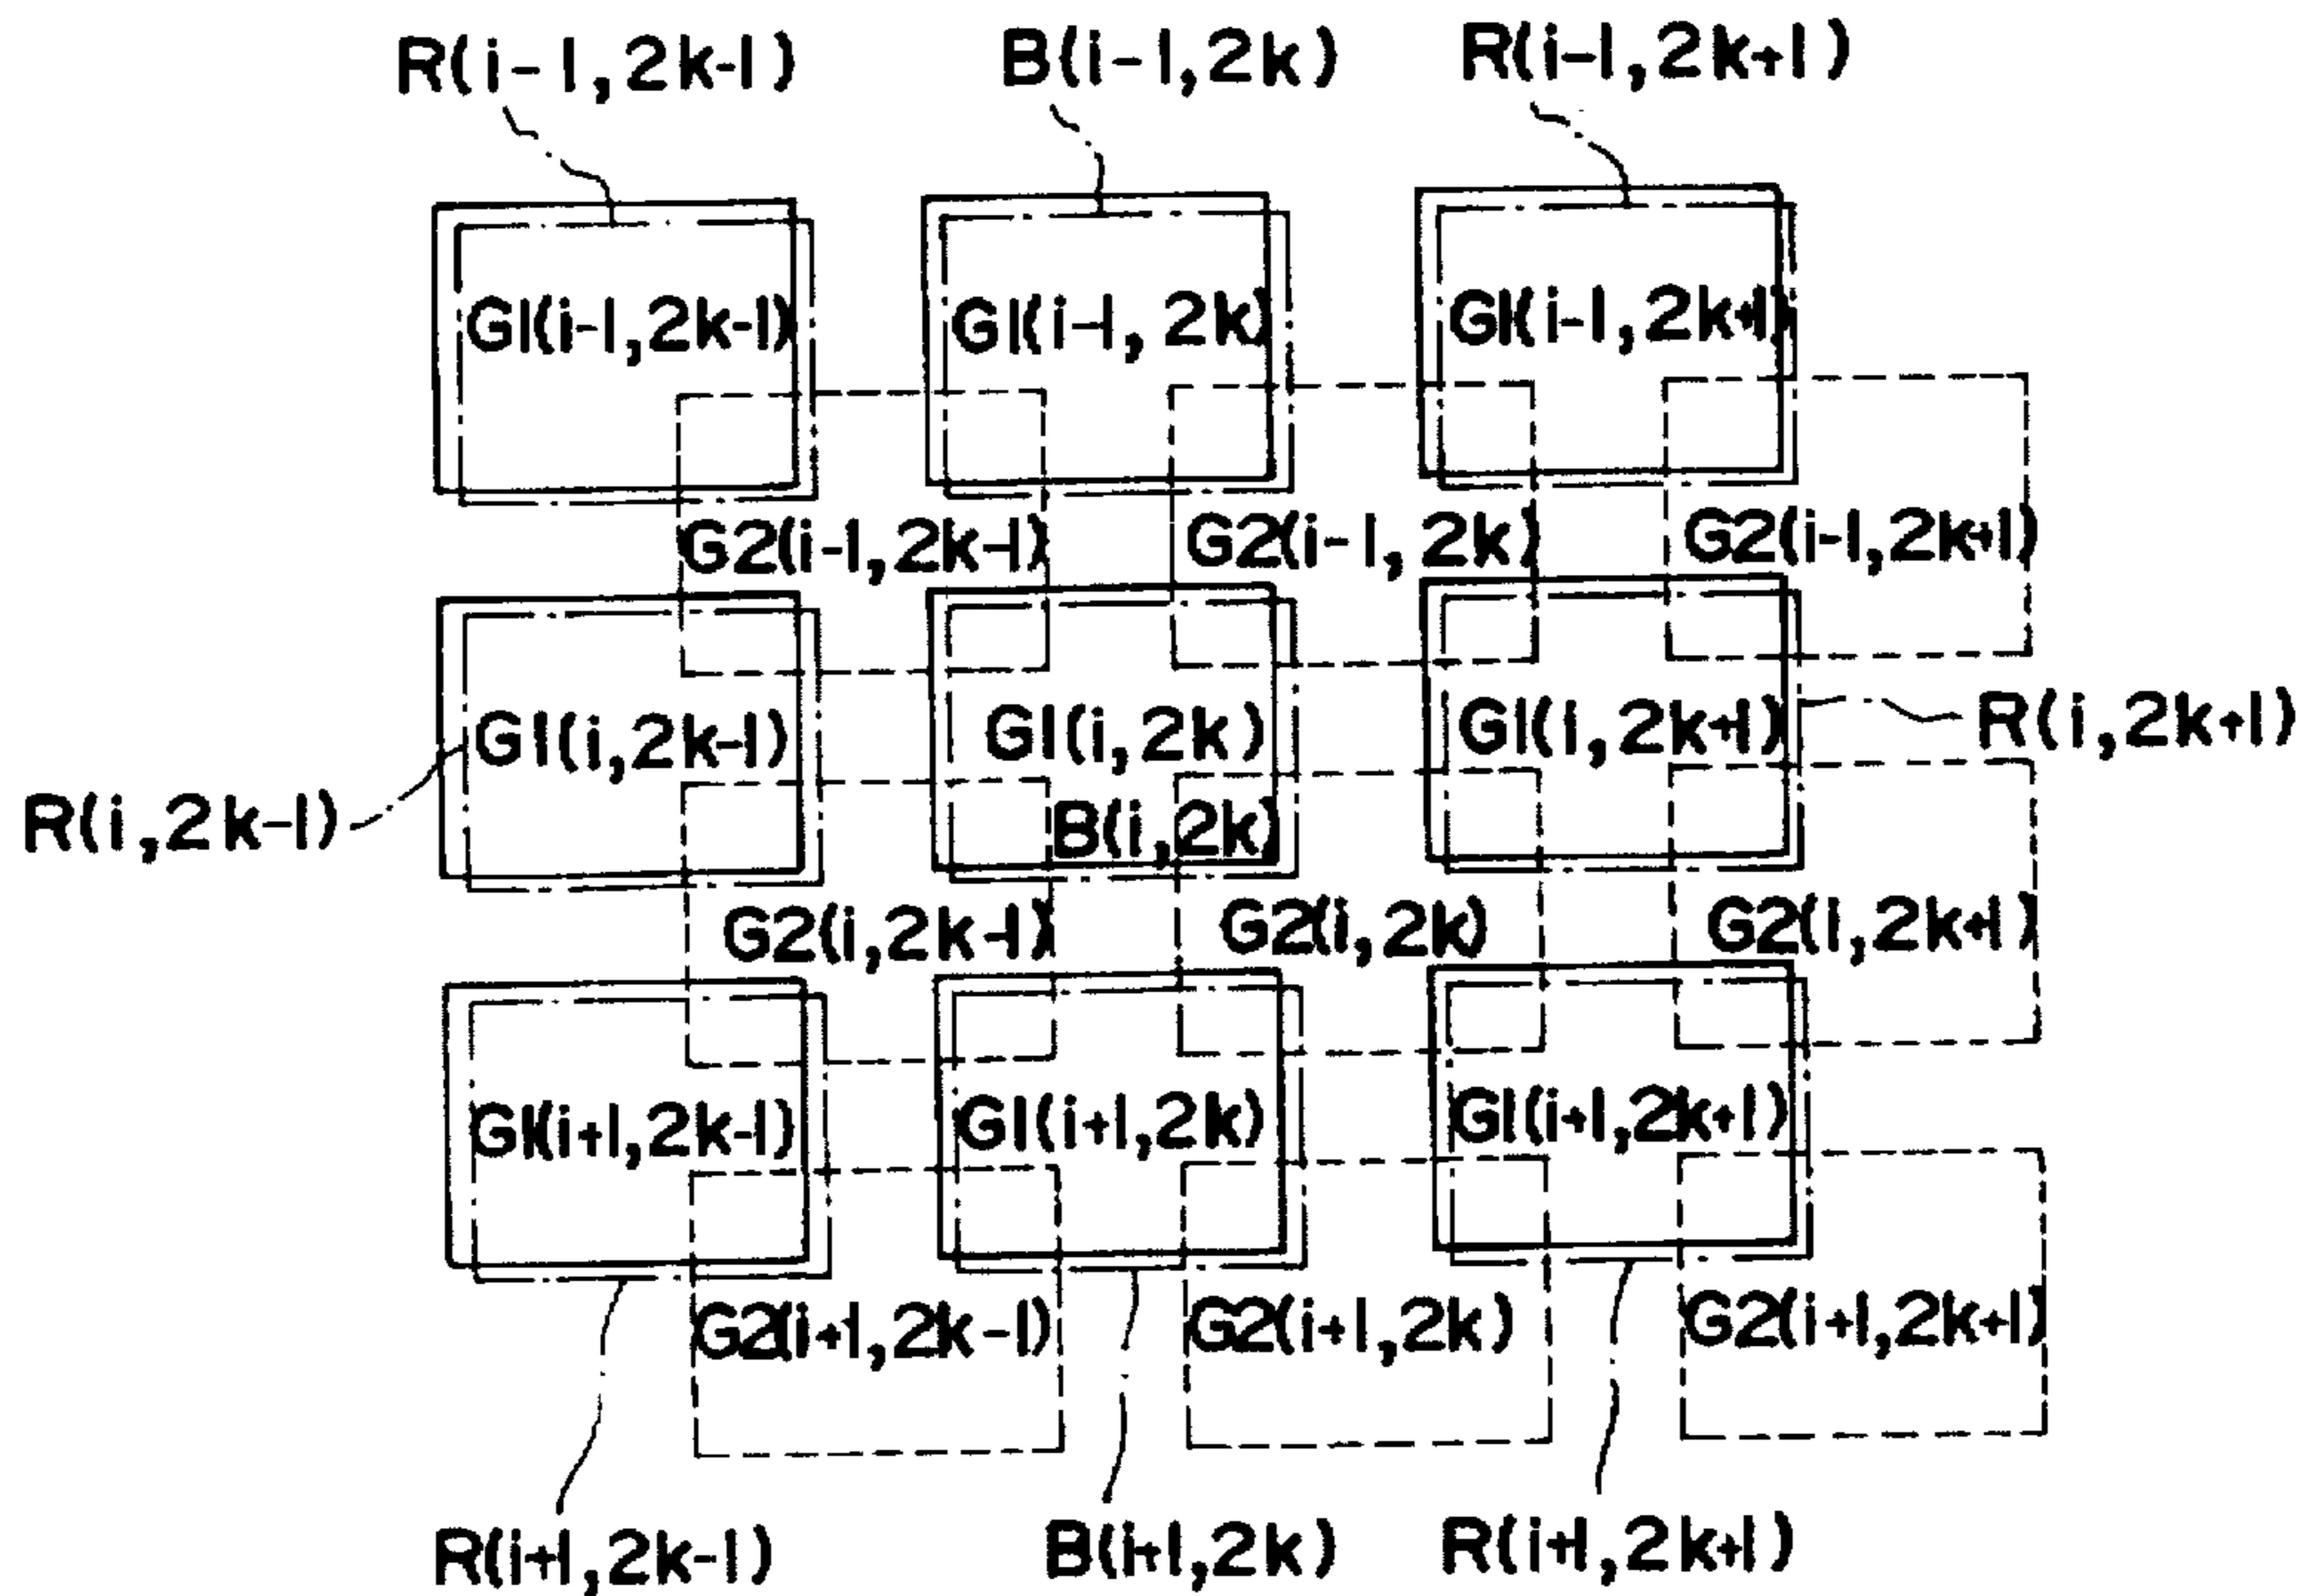 R(i-1,2k-1) B(i-1,2k) R(i-1,2k+1)
G1(i-1,2k-1) G1(i-1,2k) G1(i-1,2k+1)
G2(i-1,2k-1) G2(i-1,2k) G2(i-1,2k+1)
G1(i,2k-1) G1(i,2k) G1(i,2k+1) R(i,2k+1)
R(i,2k-1) B(i,2k)
G2(i,2k-1) G2(i,2k) G2(i,2k+1)
G1(i+1,2k-1) G1(i+1,2k) G1(i+1,2k+1)
G2(i+1,2k-1) G2(i+1,2k) G2(i+1,2k+1)
R(i+1,2k-1) B(i+1,2k) R(i+1,2k+1)